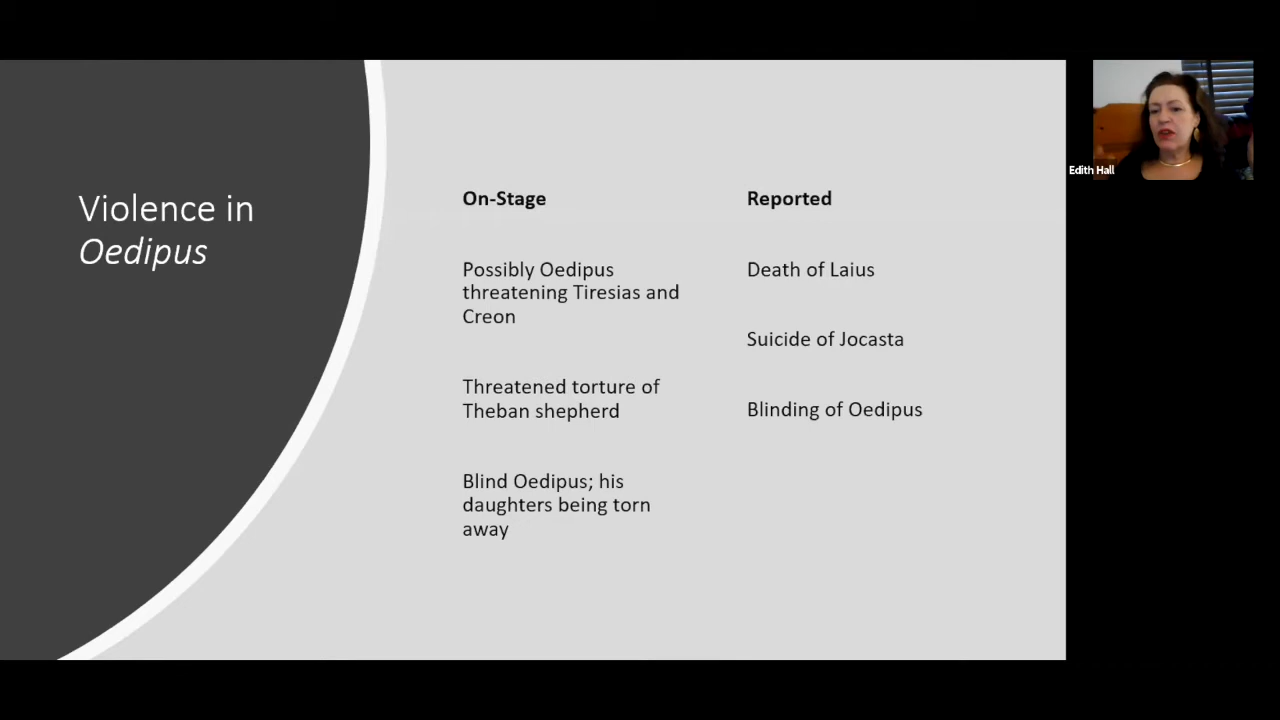 Violence in
Oedipus
On-Stage
Possibly Oedipus
threatening Tiresias and
Creon
Threatened torture of
Theban shepherd
Blind Oedipus; his
daughters being torn
away
Reported
Death of Laius
Suicide of Jocasta
Blinding of Oedipus
Edith Hall